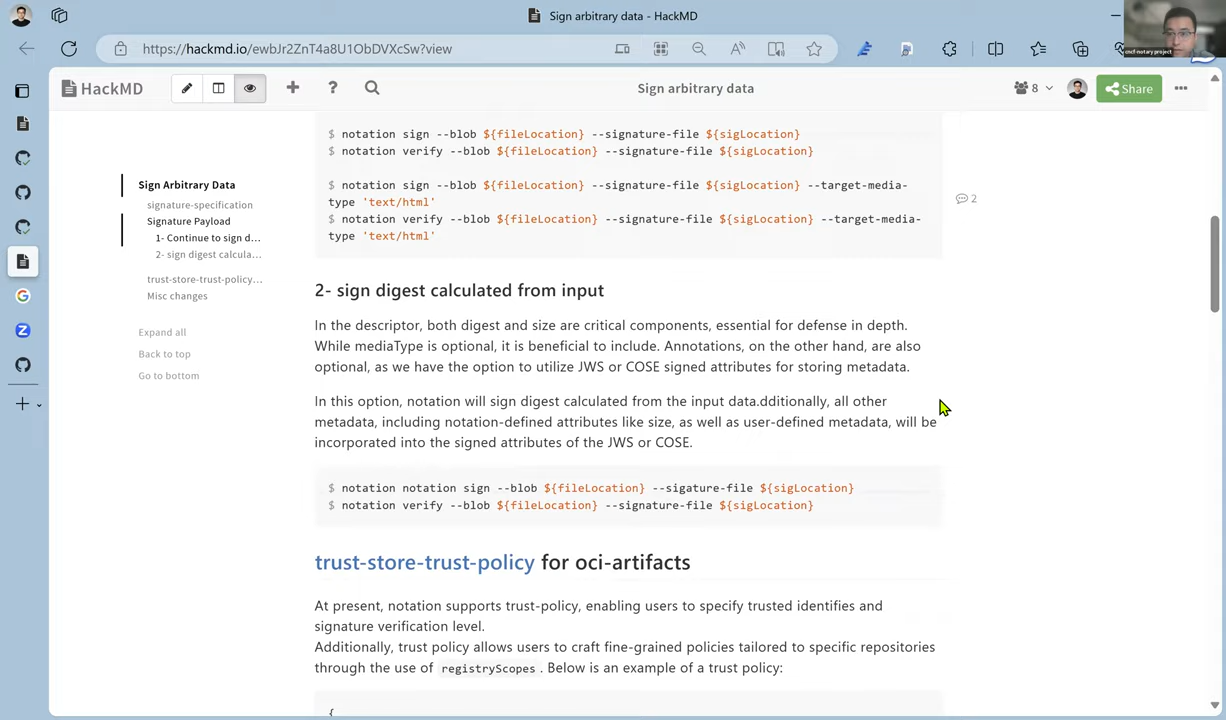 Sign arbitrary data - HackMD
cncf-notary project
https://hackmd.io/ewbJr2ZnT4a8U1ObDVXcSw?view
HackMD
Sign arbitrary data
8
Share
Sign Arbitrary Data
signature-specification
Signature Payload
1- Continue to sign d...
2- sign digest calcula...
trust-store-trust-policy...
Misc changes
Expand all
Back to top
Go to bottom
$ notation sign --blob ${fileLocation} --signature-file ${sigLocation}
$ notation verify --blob ${fileLocation} --signature-file ${sigLocation}
$ notation sign --blob ${fileLocation} --signature-file ${sigLocation} --target-media-
type 'text/html'
$ notation verify --blob ${fileLocation} --signature-file ${sigLocation} --target-media-
type 'text/html'
2
2- sign digest calculated from input
In the descriptor, both digest and size are critical components, essential for defense in depth.
While mediaType is optional, it is beneficial to include. Annotations, on the other hand, are also
optional, as we have the option to utilize JWS or COSE signed attributes for storing metadata.
In this option, notation will sign digest calculated from the input data.dditionally, all other
metadata, including notation-defined attributes like size, as well as user-defined metadata, will be
incorporated into the signed attributes of the JWS or COSE.
$ notation notation sign --blob ${fileLocation} --sigature-file ${sigLocation}
$ notation verify --blob ${fileLocation} --signature-file ${sigLocation}
trust-store-trust-policy for oci-artifacts
At present, notation supports trust-policy, enabling users to specify trusted identifies and
signature verification level.
Additionally, trust policy allows users to craft fine-grained policies tailored to specific repositories
through the use of registryScopes. Below is an example of a trust policy:
{